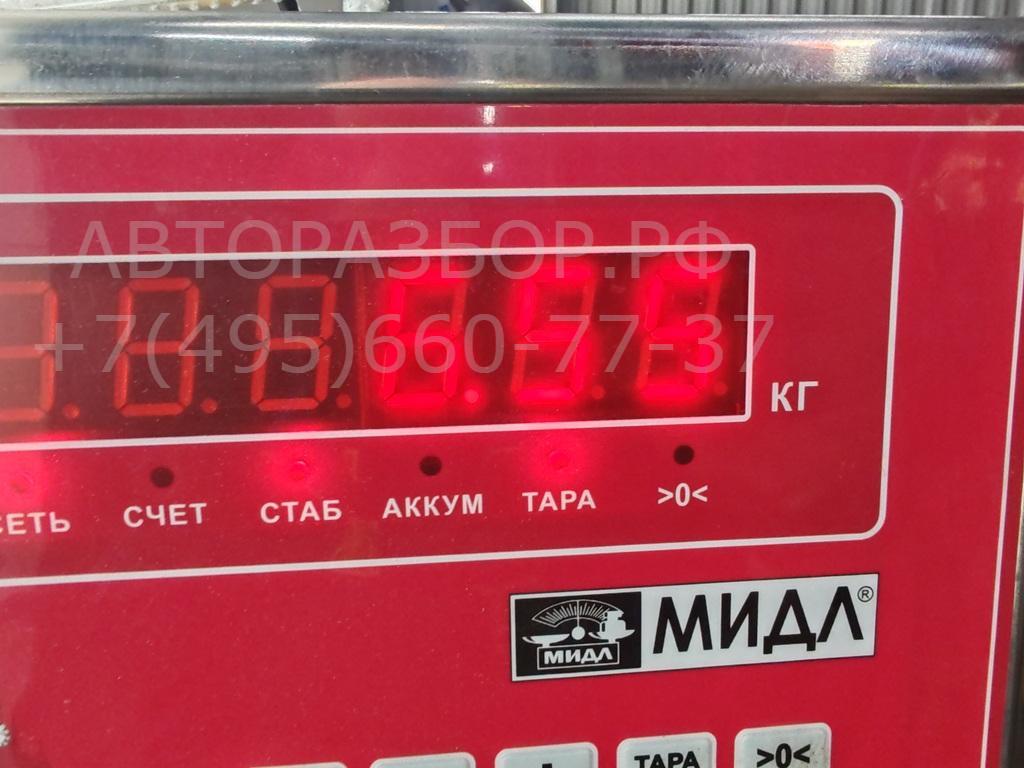 АВТОРАЗБОР.РФ
+7(495)660-77-37
КГ
СЕТЬ СЧЕТ СТАБ АККУМ ТАРА >0<
МИДЛ МИДЛ®
ТАРА >0<